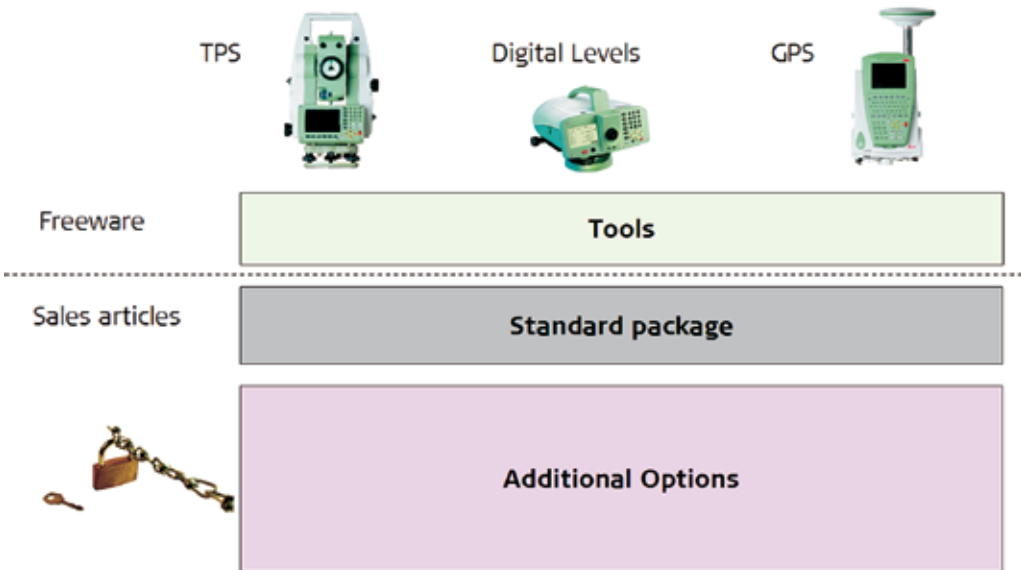 TPS
Digital Levels
GPS
Freeware
Tools
Sales articles
Standard package
Additional Options